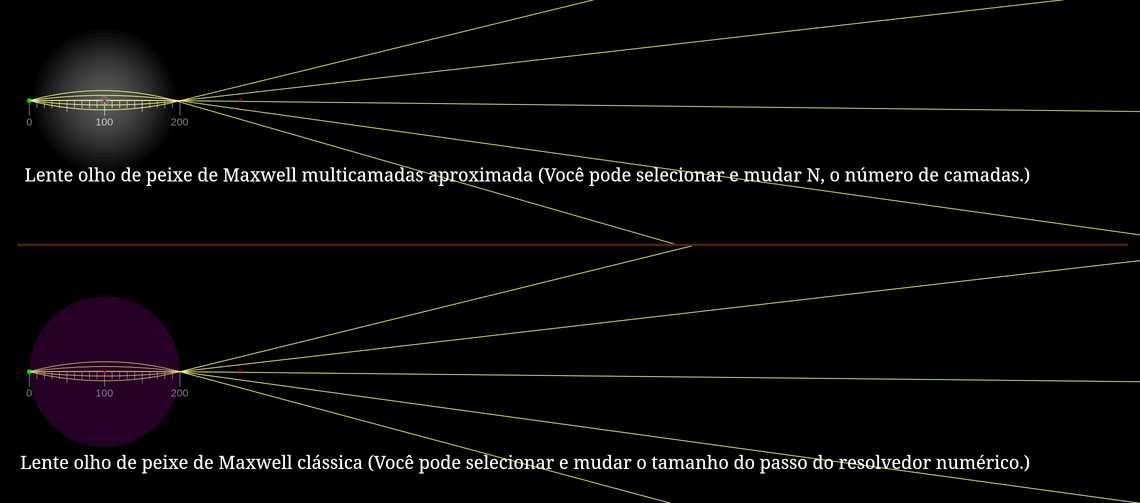 0 100 200
Lente olho de peixe de Maxwell multicamadas aproximada (Você pode selecionar e mudar N, o número de camadas.)
0 100 200
Lente olho de peixe de Maxwell clássica (Você pode selecionar e mudar o tamanho do passo do resolvedor numérico.)